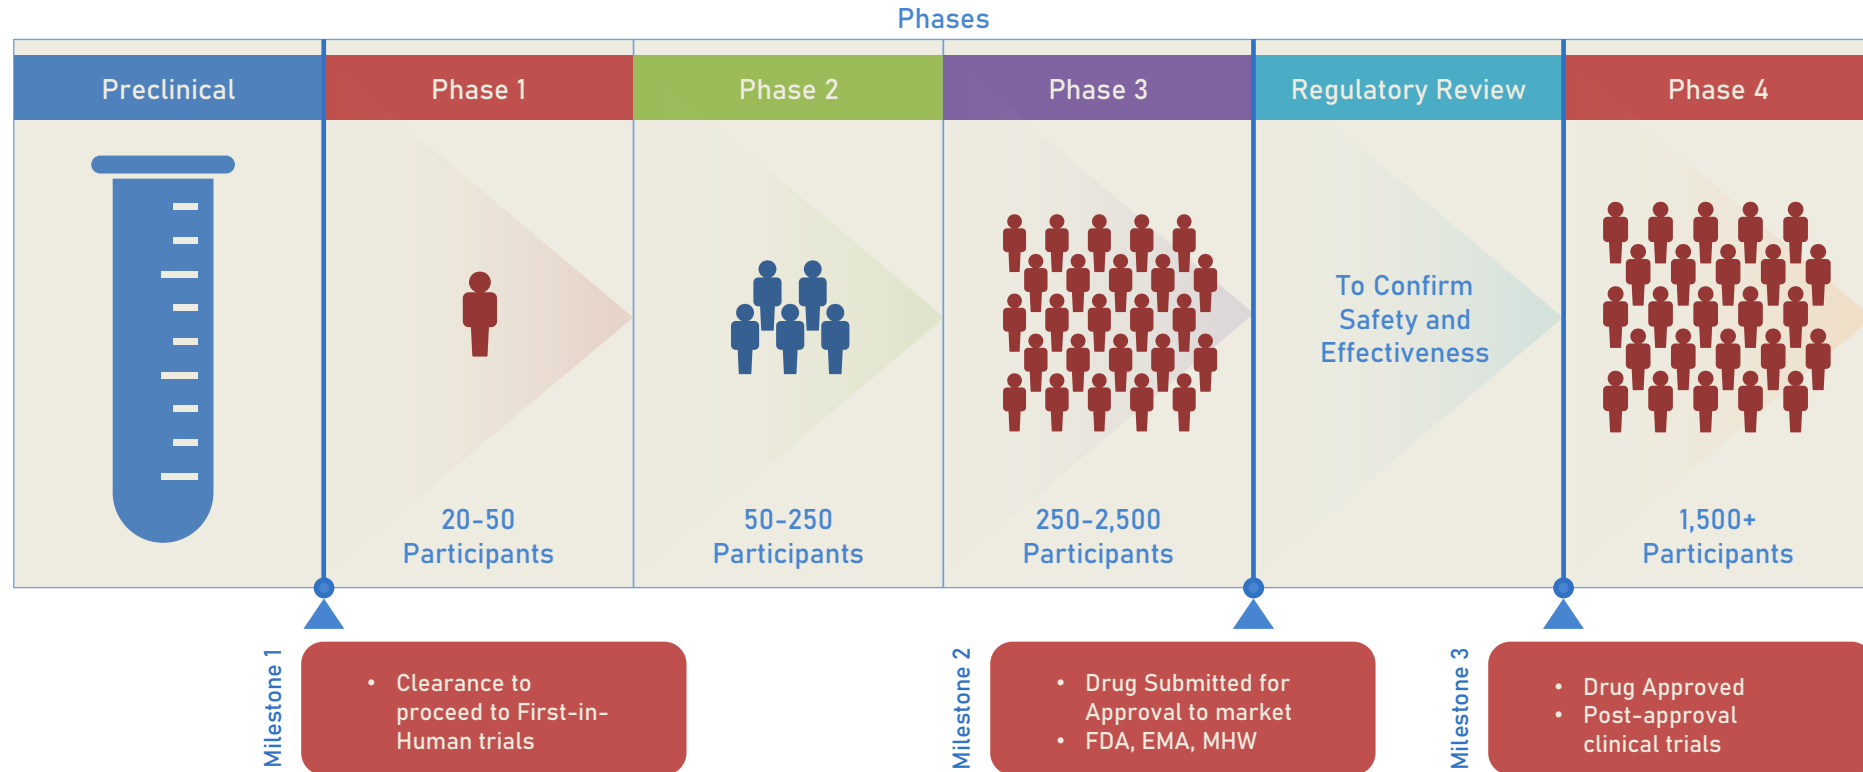 Phases
Preclinical
Phase 1
Phase 2
Phase 3
Regulatory Review
Phase 4
To Confirm
Safety and
Effectiveness
20-50
Participants
50-250
Participants
250-2,500
Participants
1,500+
Participants
Milestone 1
• Clearance to
proceed to First-in-
Human trials
Milestone 2
• Drug Submitted for
Approval to market
• FDA, EMA, MHW
Milestone 3
• Drug Approved
• Post-approval
clinical trials